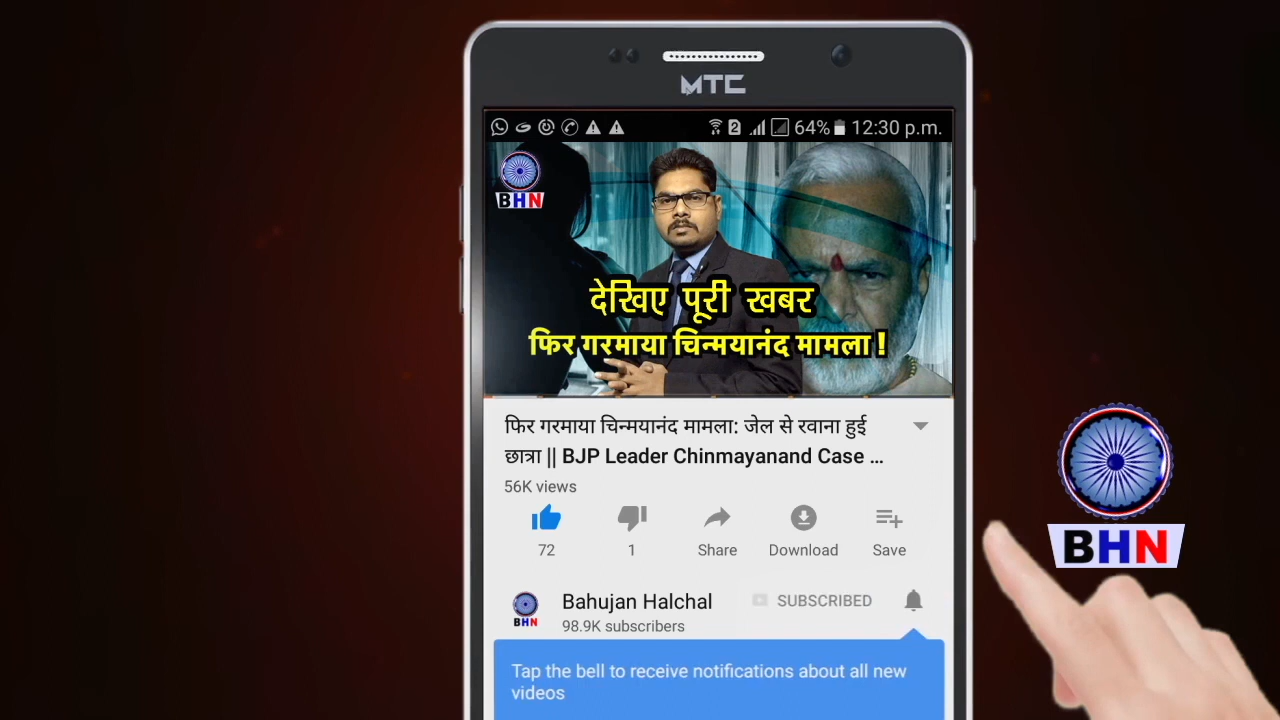 MTC
2
64% 12:30 p.m.
BHN
देखिए पूरी खबर
फिर गरमाया चिन्मयानंद मामला !
फिर गरमाया चिन्मयानंद मामला: जेल से रवाना हुई
छात्रा || BJP Leader Chinmayanand Case ...
56K views
72 1 Share Download Save
Bahujan Halchal SUBSCRIBED
98.9K subscribers
BHN
Tap the bell to receive notifications about all new
videos
BHN